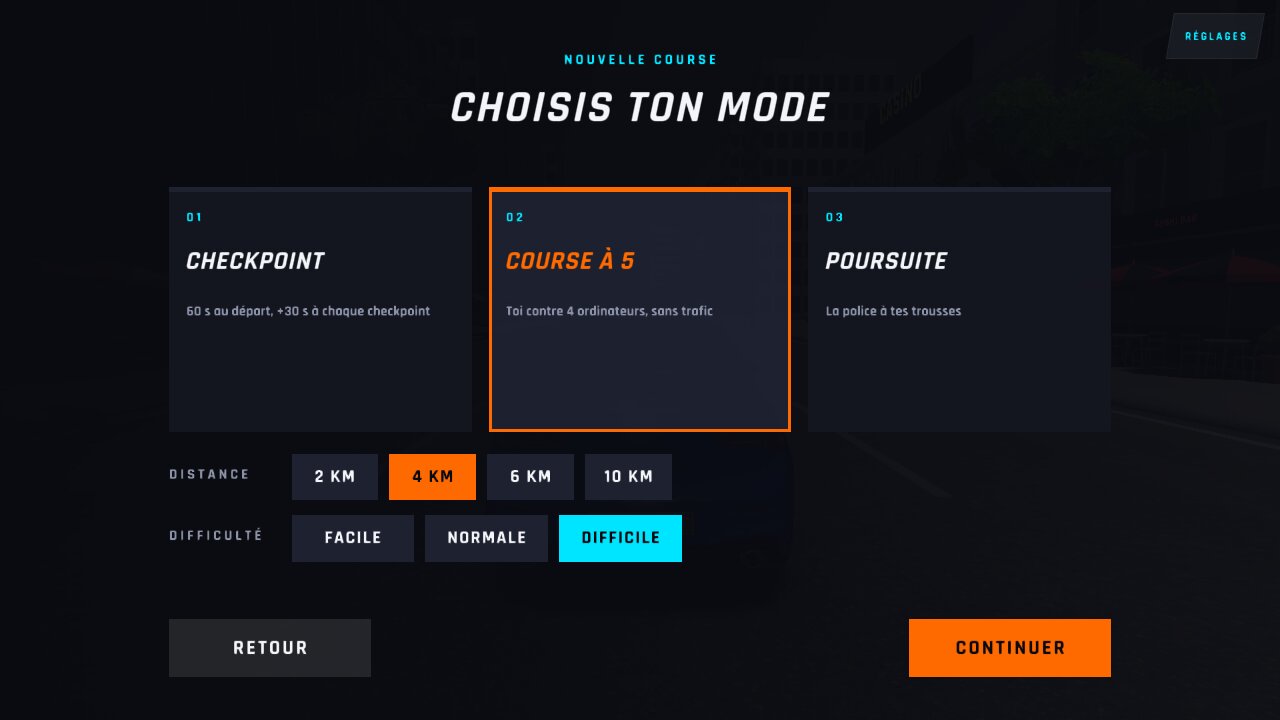 RÉGLAGES
NOUVELLE COURSE
CHOISIS TON MODE
01
CHECKPOINT
60 s au départ, +30 s à chaque checkpoint
02
COURSE À 5
Toi contre 4 ordinateurs, sans trafic
03
POURSUITE
La police à tes trousses
DISTANCE
2 KM
4 KM
6 KM
10 KM
DIFFICULTÉ
FACILE
NORMALE
DIFFICILE
RETOUR
CONTINUER
CASINO